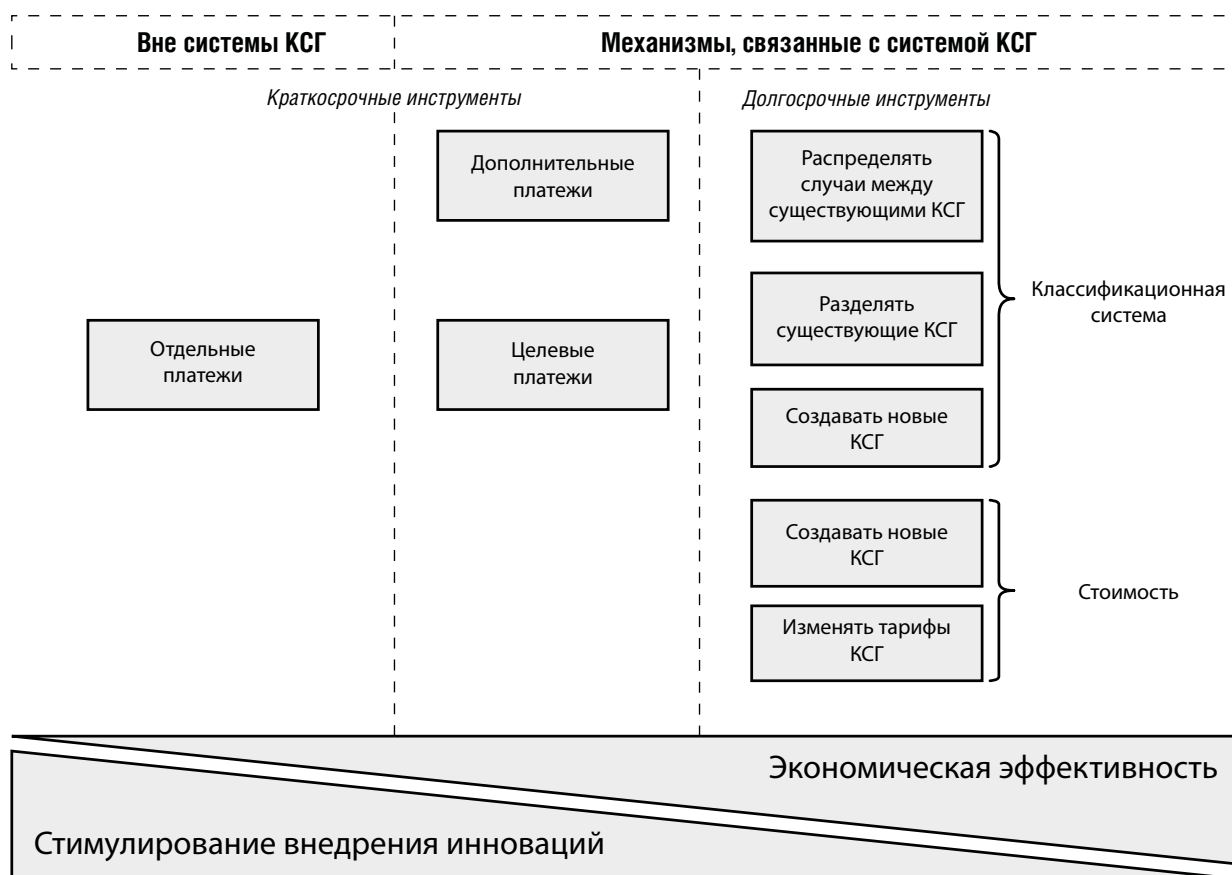 Вне системы КСГ
Механизмы, связанные с системой КСГ
Краткосрочные инструменты
Долгосрочные инструменты
Отдельные
платежи
Дополнительные
платежи
Целевые
платежи
Распределять
случаи между
существующими КСГ
Разделять
существующие КСГ
Создавать новые
КСГ
Классификационная
система
Создавать новые
КСГ
Изменять тарифы
КСГ
Стоимость
Экономическая эффективность
Стимулирование внедрения инноваций